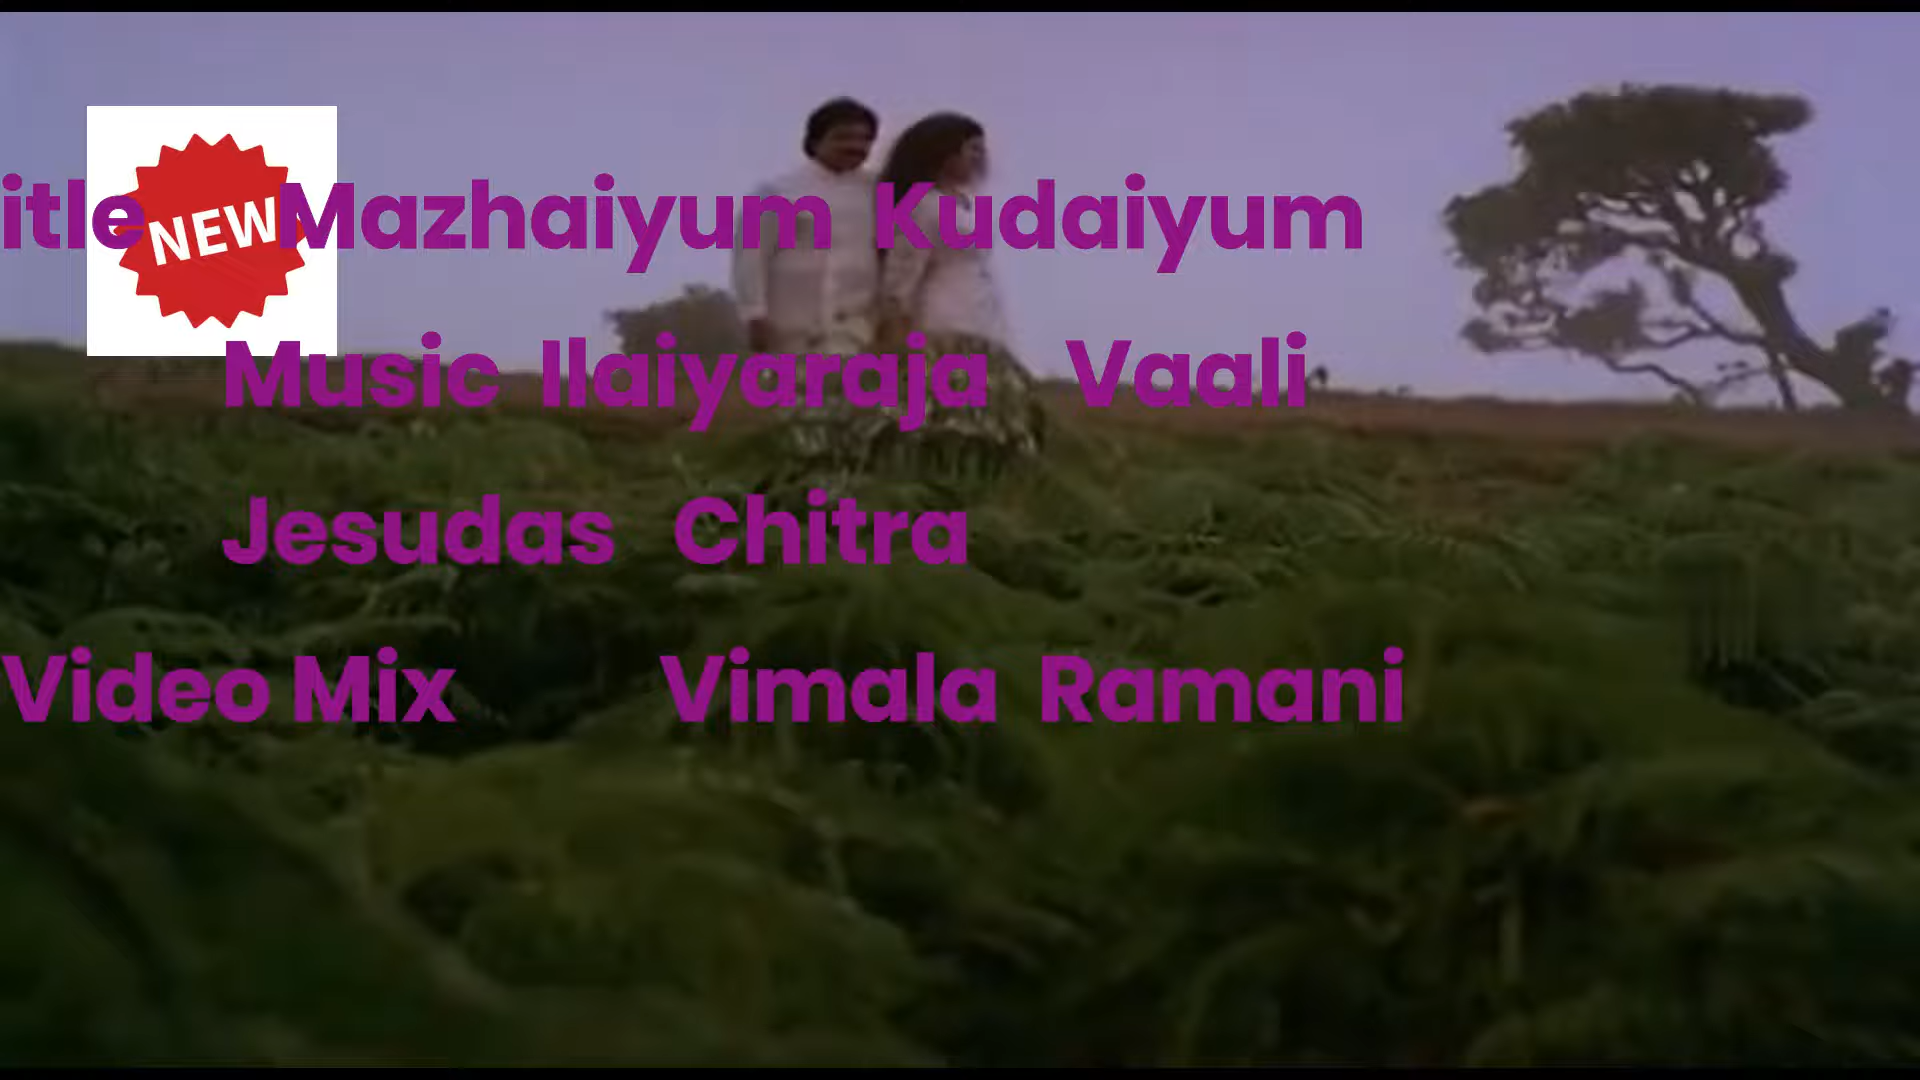 itle Mazhaiyum Kudaiyum
NEW
Music Ilaiyaraja Vaali
Jesudas Chitra
Video Mix Vimala Ramani